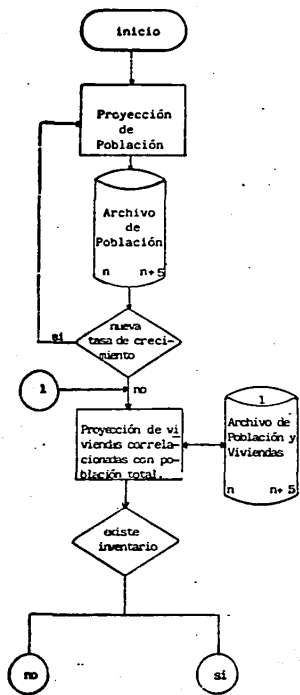 inicio
Proyección
de
Población
Archivo
de
Población
n n+5
nueva
tasa de creci-
miento
si
1
no
Proyección de vi
viendas correla-
cionadas con po-
blación total.
1
Archivo de
Población y
Viviendas
n n+5
existe
inventario
no
si